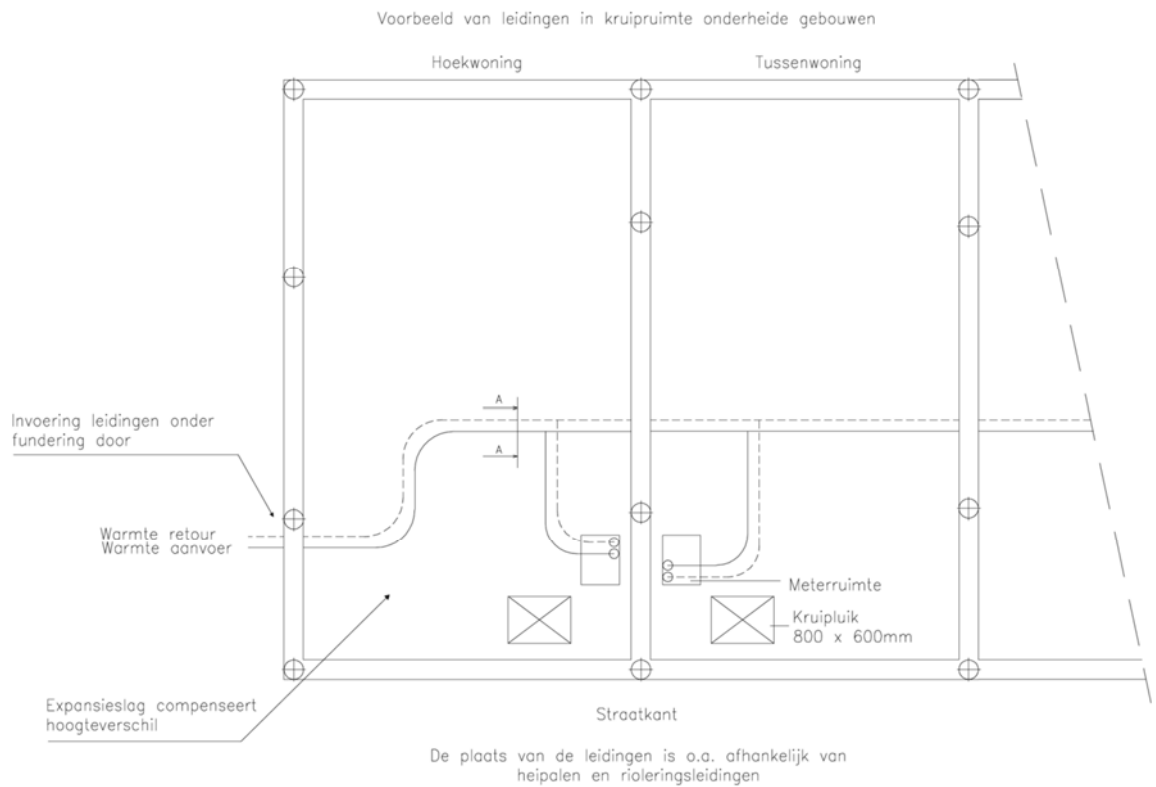 Voorbeeld van leidingen in kruipruimte onderheide gebouwen
Hoekwoning
Tussenwoning
A
A
Invoering leidingen onder
fundering door
Warmte retour
Warmte aanvoer
Meterruimte
Kruipluik
800 x 600mm
Expansieslag compenseert
hoogteverschil
Straatkant
De plaats van de leidingen is o.a. afhankelijk van
heipalen en rioleringsleidingen